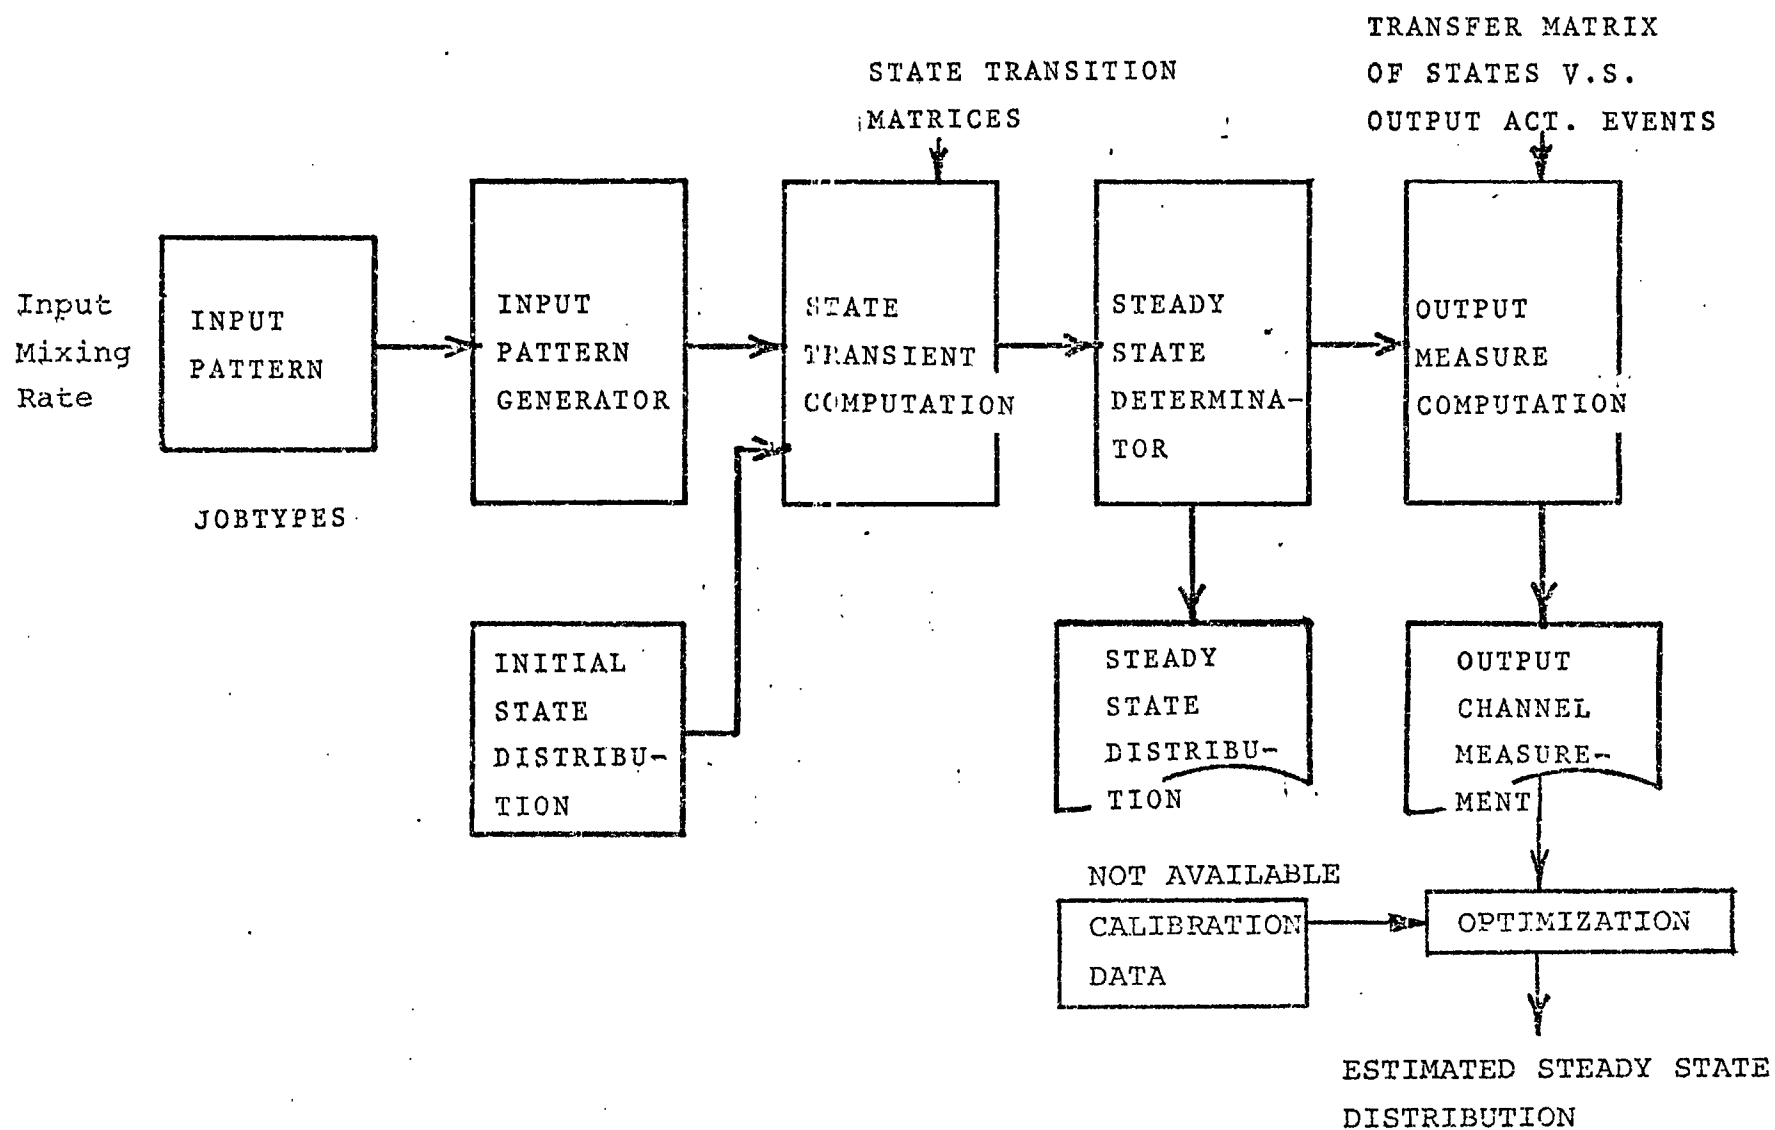 TRANSFER MATRIX
OF STATES V.S.
OUTPUT ACT. EVENTS
STATE TRANSITION
MATRICES
Input
Mixing
Rate
INPUT
PATTERN
JOBTYPES
INPUT
PATTERN
GENERATOR
STATE
TRANSIENT
COMPUTATION
STEADY
STATE
DETERMINA-
TOR
OUTPUT
MEASURE
COMPUTATION
INITIAL
STATE
DISTRIBU-
TION
STEADY
STATE
DISTRIBU-
TION
OUTPUT
CHANNEL
MEASURE-
MENT
NOT AVAILABLE
CALIBRATION
DATA
OPTIMIZATION
ESTIMATED STEADY STATE
DISTRIBUTION